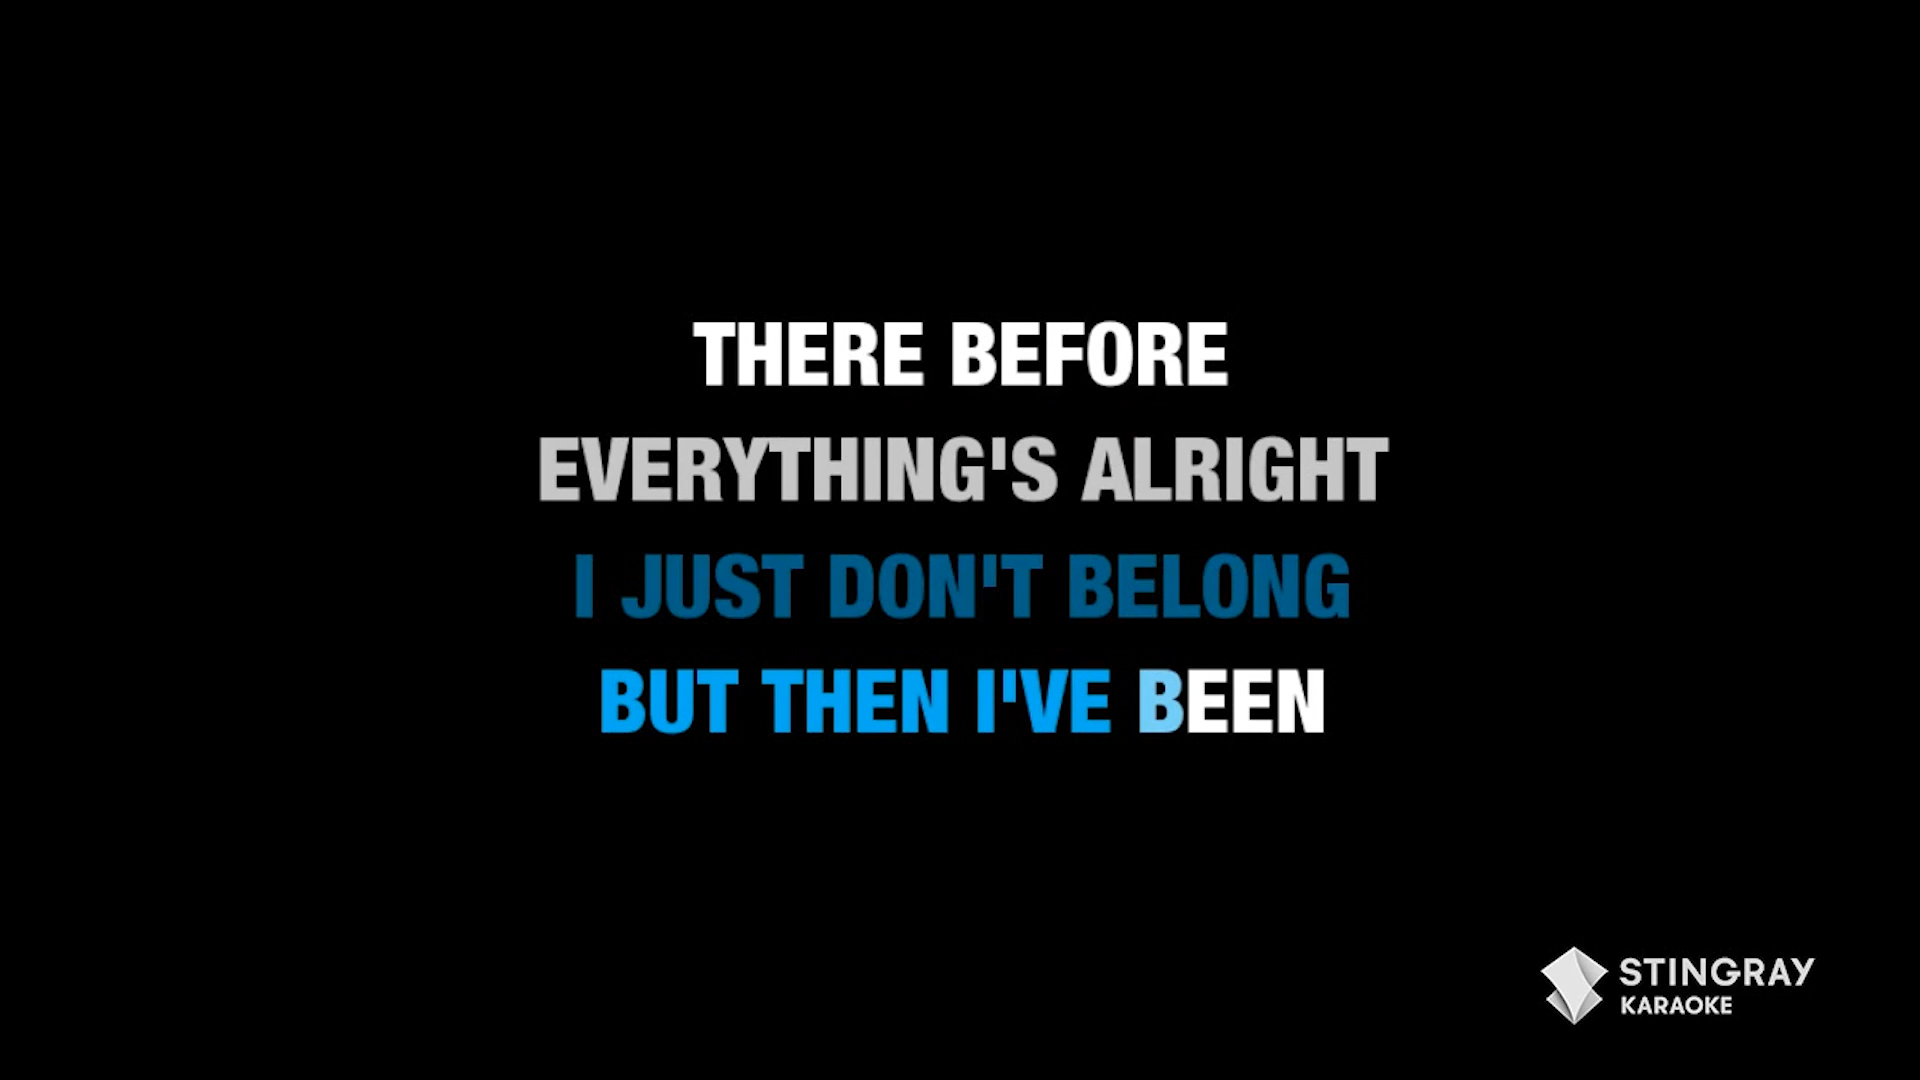 THERE BEFORE
EVERYTHING'S ALRIGHT
I JUST DON'T BELONG
BUT THEN I'VE BEEN
STINGRAY
KARAOKE